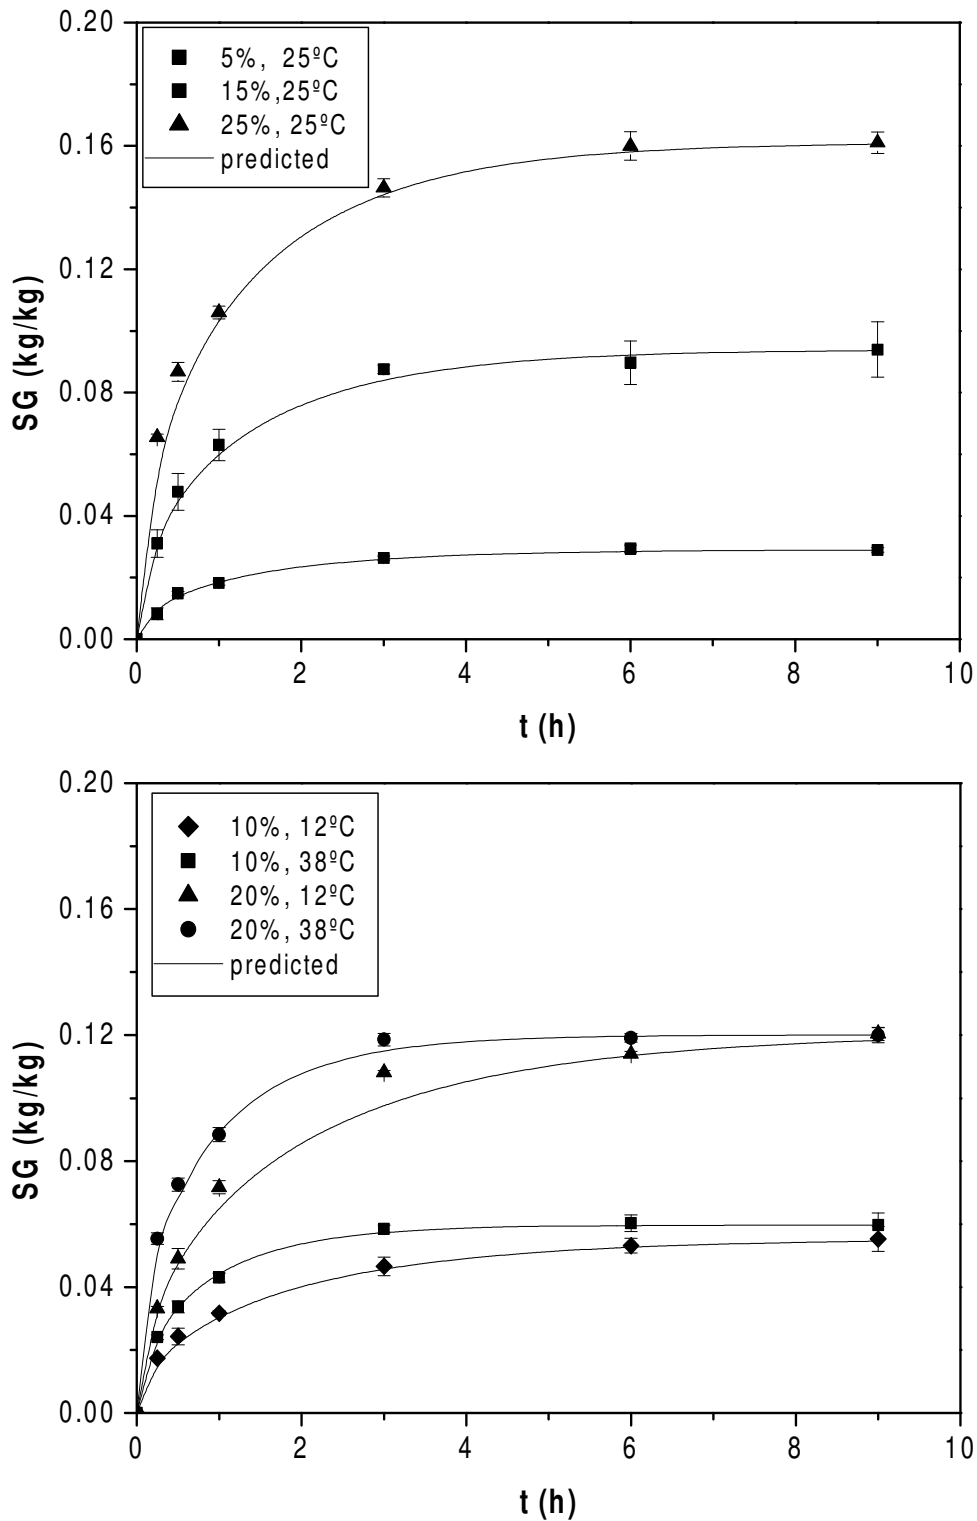 0.20
5%, 25ºC
15%,25ºC
25%, 25ºC
predicted
0.16
0.12
SG (kg/kg)
0.08
0.04
0.00
0 2 4 6 8 10
t (h)
0.20
10%, 12ºC
10%, 38ºC
20%, 12ºC
20%, 38ºC
predicted
0.16
0.12
SG (kg/kg)
0.08
0.04
0.00
0 2 4 6 8 10
t (h)